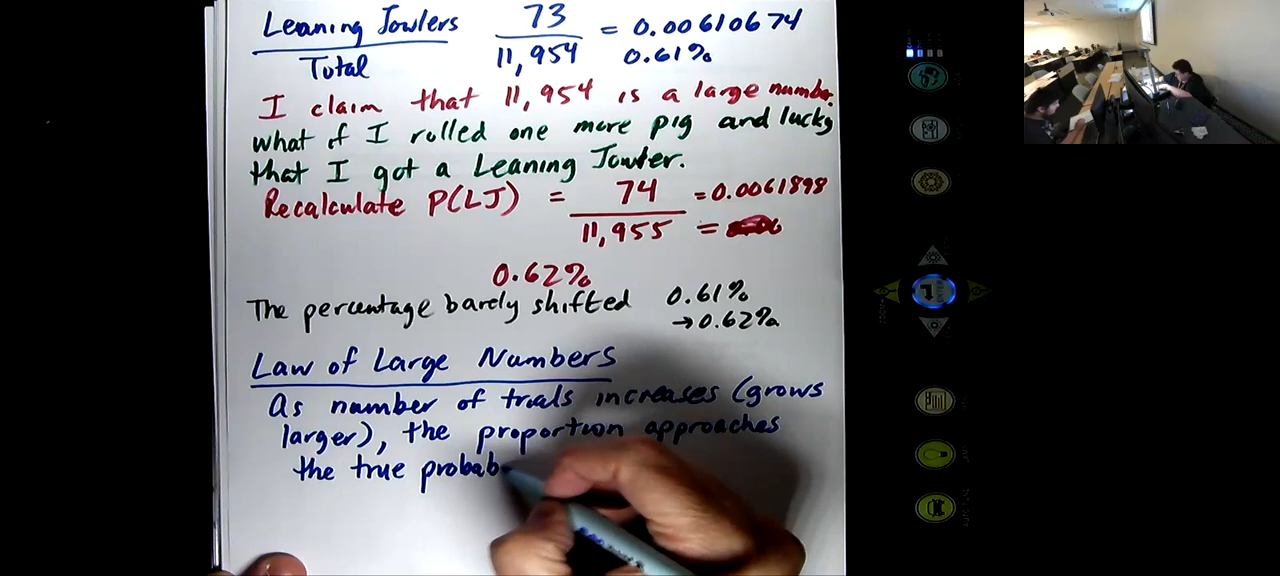 Leaning Jowlers 73 = 0.00610674
Total 11,954 0.61%
I claim that 11,954 is a large number.
what if I rolled one more pig and lucky
that I got a Leaning Jowler.
Recalculate P(LJ) = 74 = 0.0061898
11,955 =
0.62%
The percentage barely shifted 0.61%
→ 0.62%
Law of Large Numbers
As number of trials increases (grows
larger), the proportion approaches
the true probab